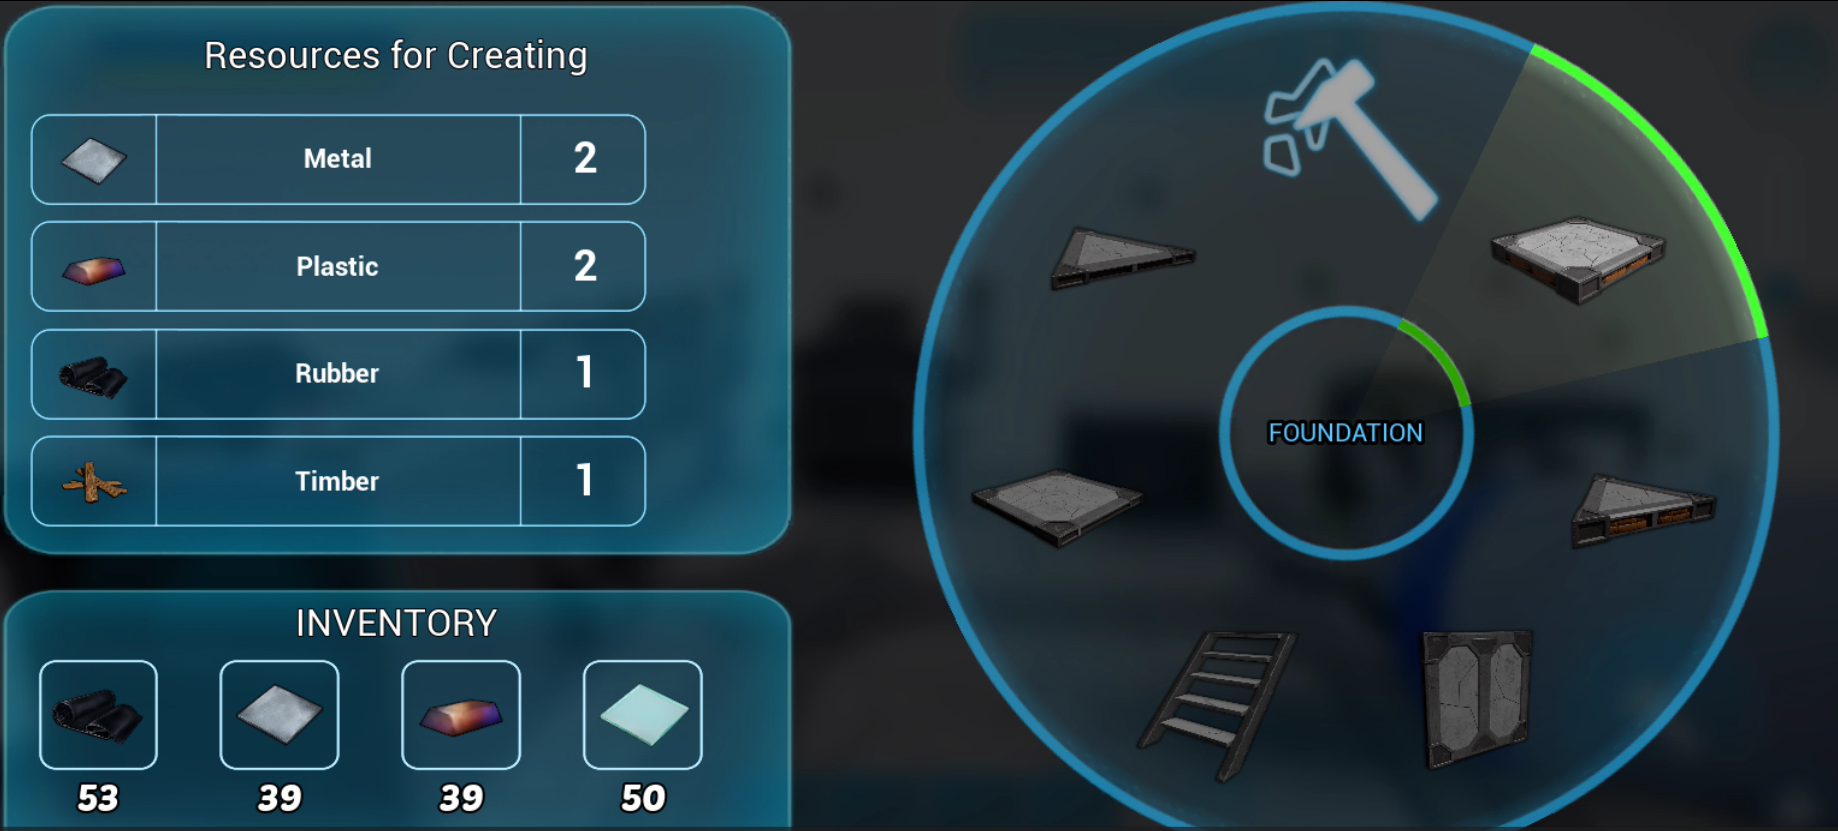 Resources for Creating
Metal 2
Plastic 2
Rubber 1
Timber 1
INVENTORY
53 39 39 50
FOUNDATION